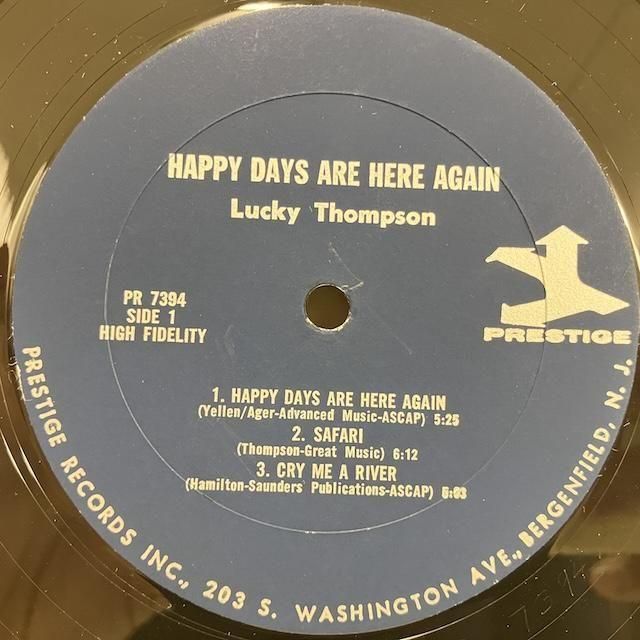 HAPPY DAYS ARE HERE AGAIN
Lucky Thompson
PR 7394
SIDE 1
HIGH FIDELITY
PRESTIGE
1. HAPPY DAYS ARE HERE AGAIN
(Yellen/Ager-Advanced Music-ASCAP) 5:25
2. SAFARI
(Thompson-Great Music) 6:12
3. CRY ME A RIVER
(Hamilton-Saunders Publications-ASCAP)
PRESTIGE RECORDS INC., 203 S. WASHINGTON AVE., BERGENFIELD, N. J.